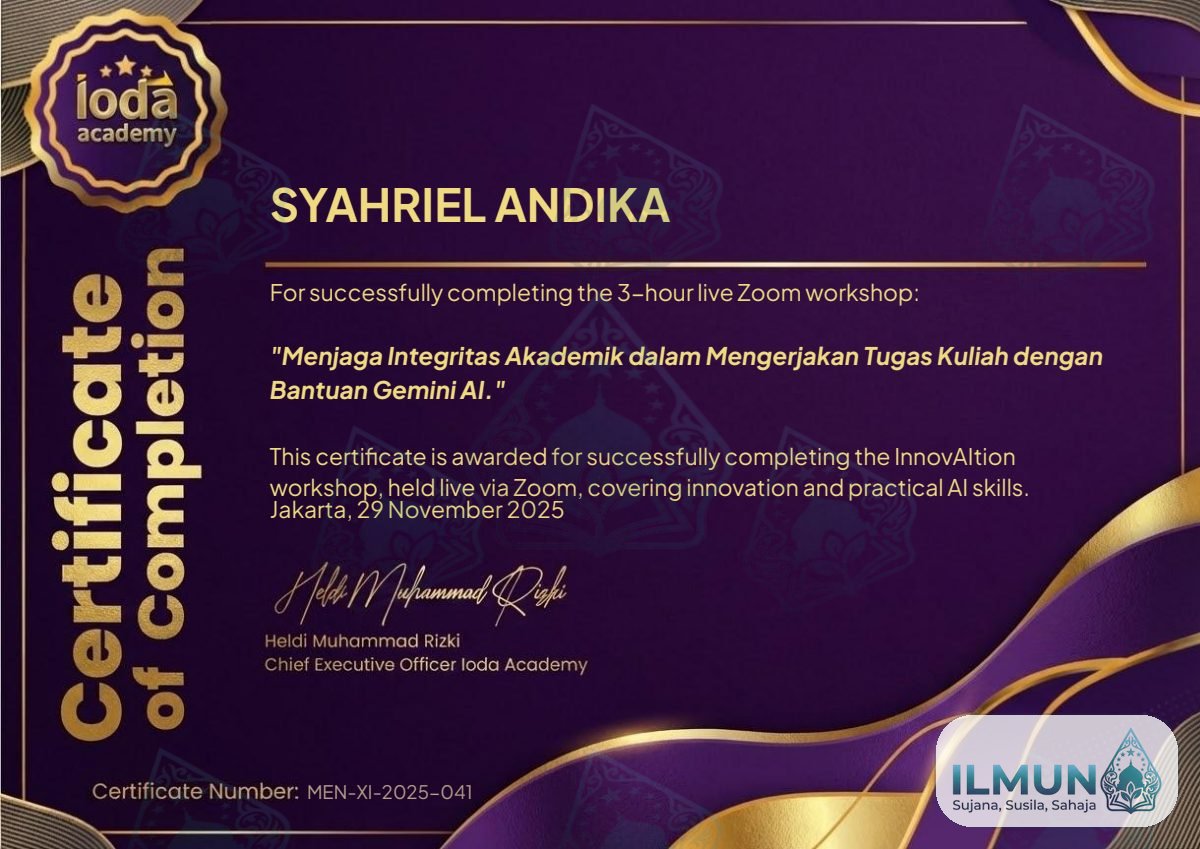 ioda
academy
Certificate
of Completion
SYAHRIEL ANDIKA
For successfully completing the 3-hour live Zoom workshop:
"Menjaga Integritas Akademik dalam Mengerjakan Tugas Kuliah dengan
Bantuan Gemini AI."
This certificate is awarded for successfully completing the InnovAItion
workshop, held live via Zoom, covering innovation and practical AI skills.
Jakarta, 29 November 2025
Heldi Muhammad Rizki
Heldi Muhammad Rizki
Chief Executive Officer Ioda Academy
Certificate Number: MEN-XI-2025-041
ILMUN
Sujana, Susila, Sahaja